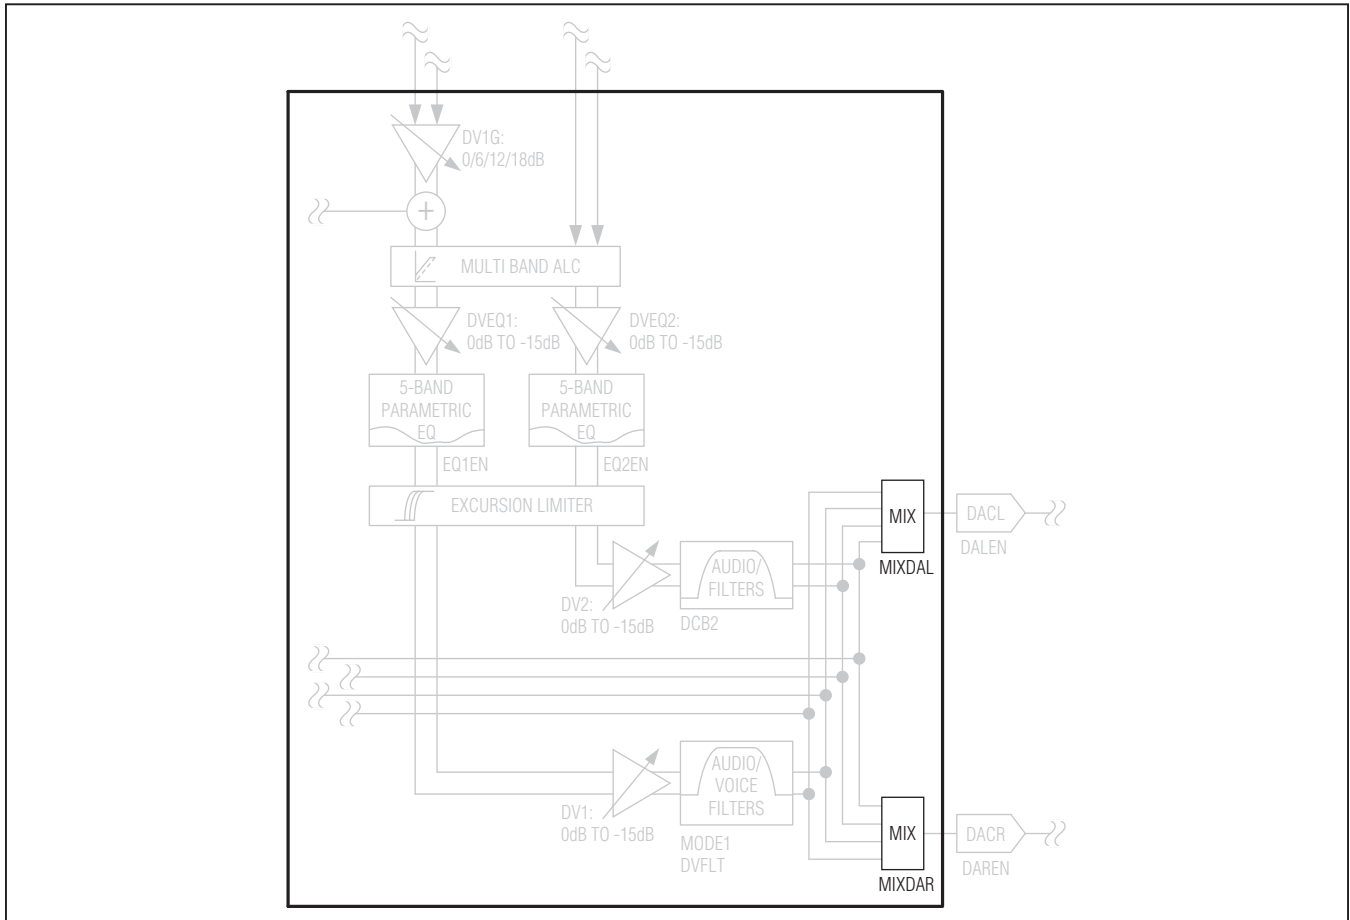 DV1G:
0/6/12/18dB
+
MULTI BAND ALC
DVEQ1:
0dB TO -15dB
DVEQ2:
0dB TO -15dB
5-BAND
PARAMETRIC
EQ
5-BAND
PARAMETRIC
EQ
EQ1EN
EQ2EN
EXCURSION LIMITER
MIX
DACL
DALEN
MIXDAL
AUDIO/
FILTERS
DV2:
0dB TO -15dB
DCB2
AUDIO/
VOICE
FILTERS
DV1:
0dB TO -15dB
MODE1
DVFLT
MIX
DACR
DAREN
MIXDAR